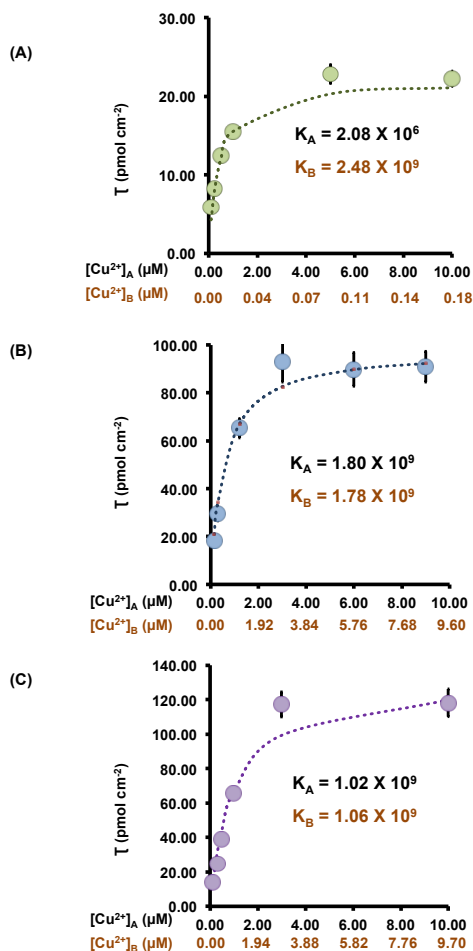 (A)
30.00
20.00
10.00
0.00
Ʈ (pmol cm⁻²)
K_A = 2.08 X 10⁶
K_B = 2.48 X 10⁹
0.00 2.00 4.00 6.00 8.00 10.00
[Cu²⁺]_A (µM)
[Cu²⁺]_B (µM) 0.00 0.04 0.07 0.11 0.14 0.18
(B)
100.00
80.00
60.00
40.00
20.00
0.00
Ʈ (pmol cm⁻²)
K_A = 1.80 X 10⁹
K_B = 1.78 X 10⁹
[Cu²⁺]_A (µM) 0.00 2.00 4.00 6.00 8.00 10.00
[Cu²⁺]_B (µM) 0.00 1.92 3.84 5.76 7.68 9.60
(C)
140.00
120.00
100.00
80.00
60.00
40.00
20.00
0.00
Ʈ (pmol cm⁻²)
K_A = 1.02 X 10⁹
K_B = 1.06 X 10⁹
[Cu²⁺]_A (µM) 0.00 2.00 4.00 6.00 8.00 10.00
[Cu²⁺]_B (µM) 0.00 1.94 3.88 5.82 7.76 9.70